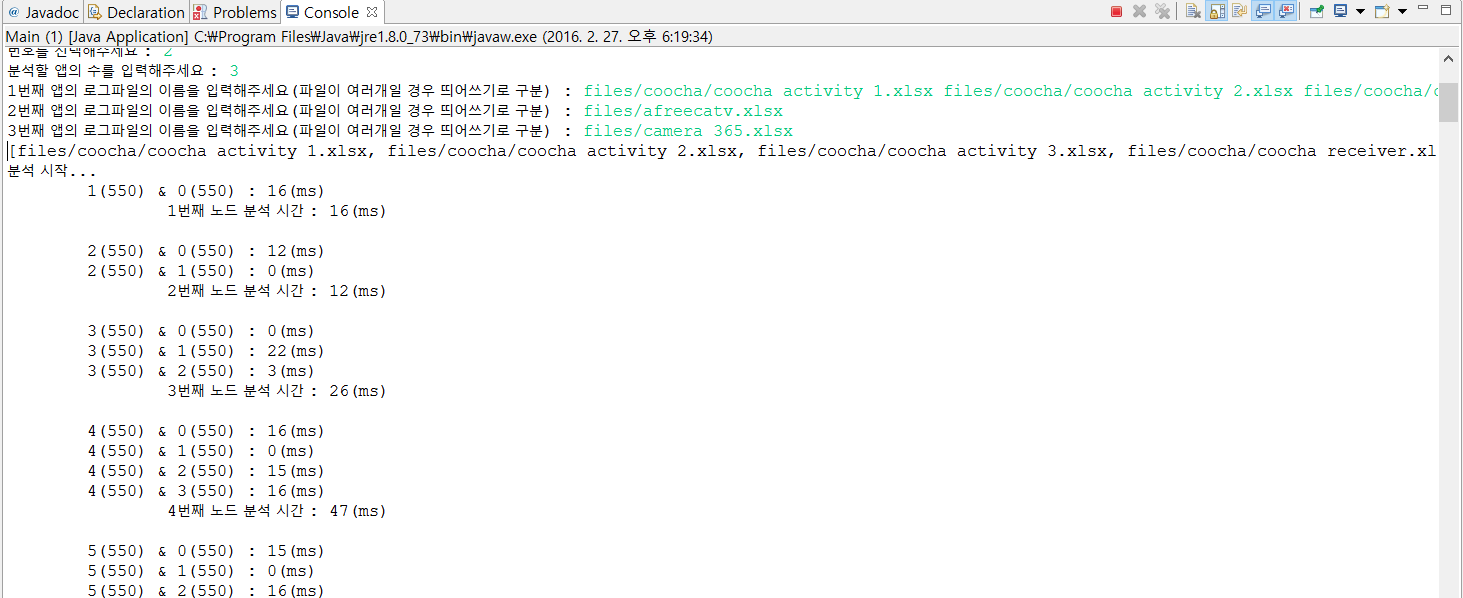 @ Javadoc Declaration Problems Console
Main (1) [Java Application] C:₩Program Files₩Java₩jre1.8.0_73₩bin₩javaw.exe (2016. 2. 27. 오후 6:19:34)
번호를 선택해주세요 : 2
분석할 앱의 수를 입력해주세요 : 3
1번째 앱의 로그파일의 이름을 입력해주세요(파일이 여러개일 경우 띄어쓰기로 구분) : files/coocha/coocha activity 1.xlsx files/coocha/coocha activity 2.xlsx files/coocha/c
2번째 앱의 로그파일의 이름을 입력해주세요(파일이 여러개일 경우 띄어쓰기로 구분) : files/afreecatv.xlsx
3번째 앱의 로그파일의 이름을 입력해주세요(파일이 여러개일 경우 띄어쓰기로 구분) : files/camera 365.xlsx
[files/coocha/coocha activity 1.xlsx, files/coocha/coocha activity 2.xlsx, files/coocha/coocha activity 3.xlsx, files/coocha/coocha receiver.xl
분석 시작...
1(550) & 0(550) : 16(ms)
1번째 노드 분석 시간 : 16(ms)
2(550) & 0(550) : 12(ms)
2(550) & 1(550) : 0(ms)
2번째 노드 분석 시간 : 12(ms)
3(550) & 0(550) : 0(ms)
3(550) & 1(550) : 22(ms)
3(550) & 2(550) : 3(ms)
3번째 노드 분석 시간 : 26(ms)
4(550) & 0(550) : 16(ms)
4(550) & 1(550) : 0(ms)
4(550) & 2(550) : 15(ms)
4(550) & 3(550) : 16(ms)
4번째 노드 분석 시간 : 47(ms)
5(550) & 0(550) : 15(ms)
5(550) & 1(550) : 0(ms)
5(550) & 2(550) : 16(ms)